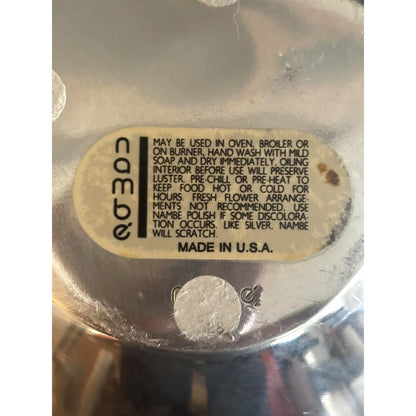 nambé
MAY BE USED IN OVEN, BROILER OR
ON BURNER, HAND WASH WITH MILD
SOAP AND DRY IMMEDIATELY. OILING
INTERIOR BEFORE USE WILL PRESERVE
LUSTER. PRE-CHILL OR PRE-HEAT TO
KEEP FOOD HOT OR COLD FOR
HOURS. FRESH FLOWER ARRANGE-
MENTS NOT RECOMMENDED. USE
NAMBE POLISH IF SOME DISCOLORA-
TION OCCURS. LIKE SILVER, NAMBE
WILL SCRATCH.
MADE IN U.S.A.